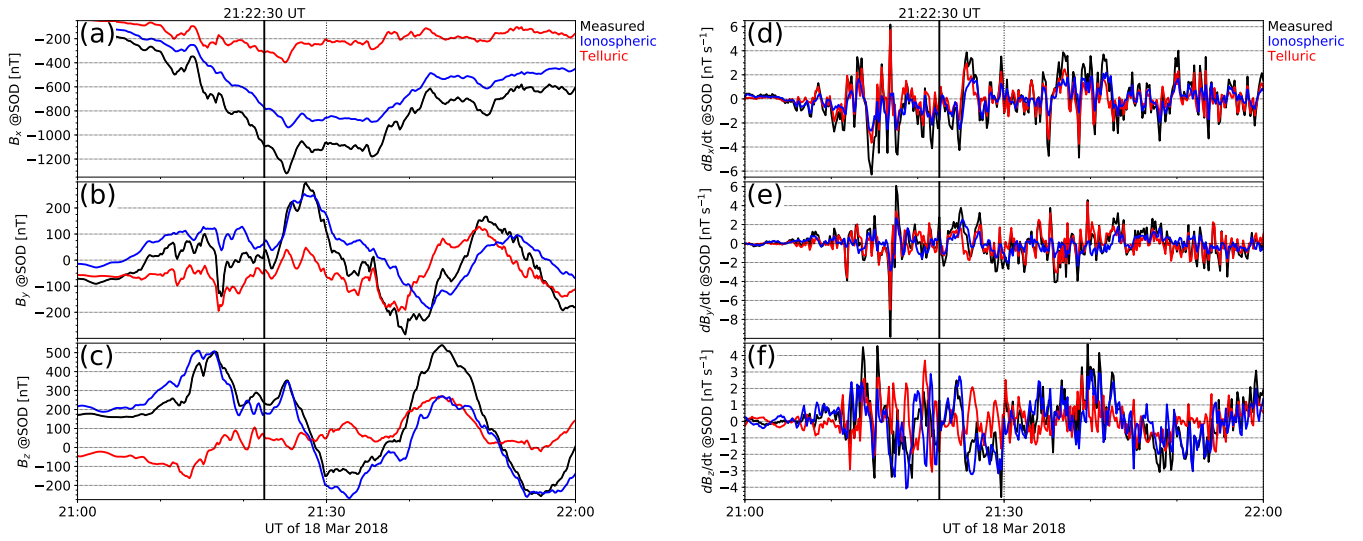 21:22:30 UT
(a)
B_x @SOD [nT]
−200
−400
−600
−800
−1000
−1200
Measured
Ionospheric
Telluric
(b)
B_y @SOD [nT]
200
100
0
−100
−200
(c)
B_z @SOD [nT]
500
400
300
200
100
0
−100
−200
21:00
21:30
22:00
UT of 18 Mar 2018
21:22:30 UT
(d)
dB_x/dt @SOD [nT s⁻¹]
6
4
2
0
−2
−4
−6
Measured
Ionospheric
Telluric
(e)
dB_y/dt @SOD [nT s⁻¹]
6
4
2
0
−2
−4
−6
−8
(f)
dB_z/dt @SOD [nT s⁻¹]
4
3
2
1
0
−1
−2
−3
−4
21:00
21:30
22:00
UT of 18 Mar 2018